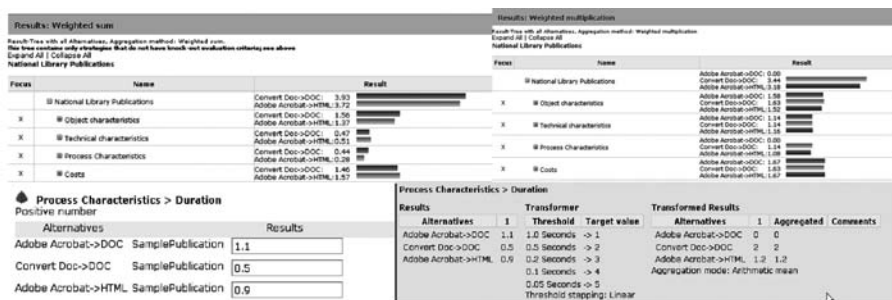 Results: Weighted sum
Result-Tree with all Alternatives, Aggregation method: Weighted sum.
This tree contains only strategies that do not have knock-out evaluation criteria; see above
Expand All | Collapse All
National Library Publications
Focus Name Result
National Library Publications
Convert Doc->DOC: 3.93
Adobe Acrobat->HTML: 3.72
X Object characteristics
Convert Doc->DOC: 1.56
Adobe Acrobat->HTML: 1.37
X Technical characteristics
Convert Doc->DOC: 0.47
Adobe Acrobat->HTML: 0.51
X Process Characteristics
Convert Doc->DOC: 0.44
Adobe Acrobat->HTML: 0.28
X Costs
Convert Doc->DOC: 1.46
Adobe Acrobat->HTML: 1.57
Results: Weighted multiplication
Result-Tree with all Alternatives, Aggregation method: Weighted multiplication
Expand All | Collapse All
National Library Publications
Focus Name Result
National Library Publications
Adobe Acrobat->DOC: 0.00
Convert Doc->DOC: 3.44
Adobe Acrobat->HTML: 3.18
X Object characteristics
Adobe Acrobat->DOC: 1.58
Convert Doc->DOC: 1.63
Adobe Acrobat->HTML: 1.52
X Technical characteristics
Adobe Acrobat->DOC: 1.14
Convert Doc->DOC: 1.14
Adobe Acrobat->HTML: 1.16
X Process Characteristics
Adobe Acrobat->DOC: 0.00
Convert Doc->DOC: 1.14
Adobe Acrobat->HTML: 1.08
X Costs
Adobe Acrobat->DOC: 1.67
Convert Doc->DOC: 1.63
Adobe Acrobat->HTML: 1.67
Process Characteristics > Duration
Positive number
Alternatives Results
Adobe Acrobat->DOC SamplePublication 1.1
Convert Doc->DOC SamplePublication 0.5
Adobe Acrobat->HTML SamplePublication 0.9
Process Characteristics > Duration
Results Transformer Transformed Results
Alternatives 1 Threshold Target value Alternatives 1 Aggregated Comments
Adobe Acrobat->DOC 1.1 1.0 Seconds -> 1 Adobe Acrobat->DOC 0 0
Convert Doc->DOC 0.5 0.5 Seconds -> 2 Convert Doc->DOC 2 2
Adobe Acrobat->HTML 0.9 0.2 Seconds -> 3 Adobe Acrobat->HTML 1.2 1.2
0.1 Seconds -> 4 Aggregation mode: Arithmetic mean
0.05 Seconds -> 5
Threshold stepping: Linear